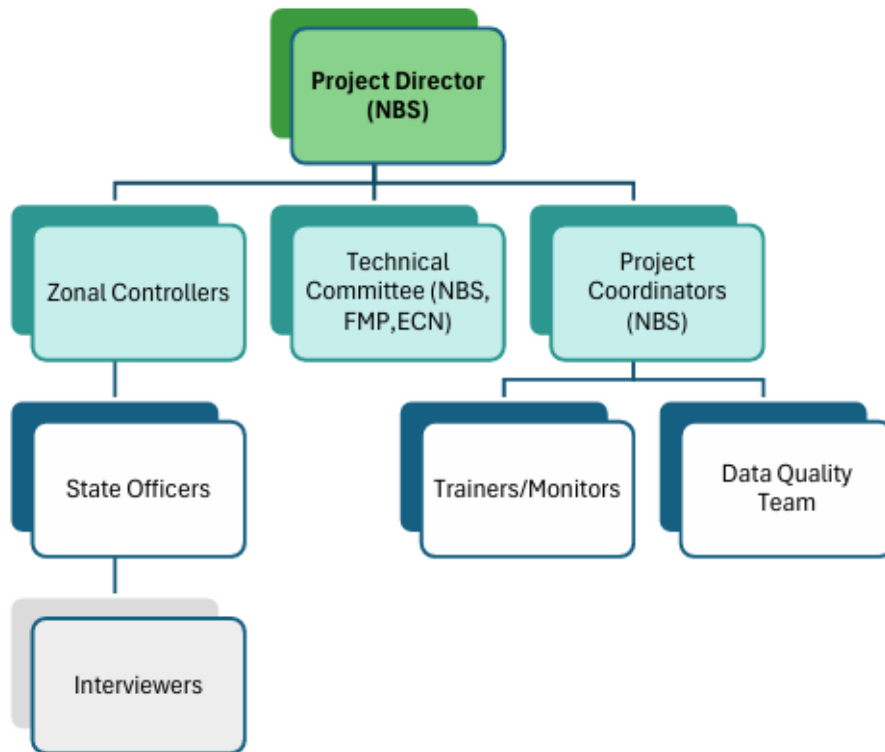 Project Director
(NBS)
Zonal Controllers
Technical
Committee (NBS,
FMP,ECN)
Project
Coordinators
(NBS)
State Officers
Trainers/Monitors
Data Quality
Team
Interviewers